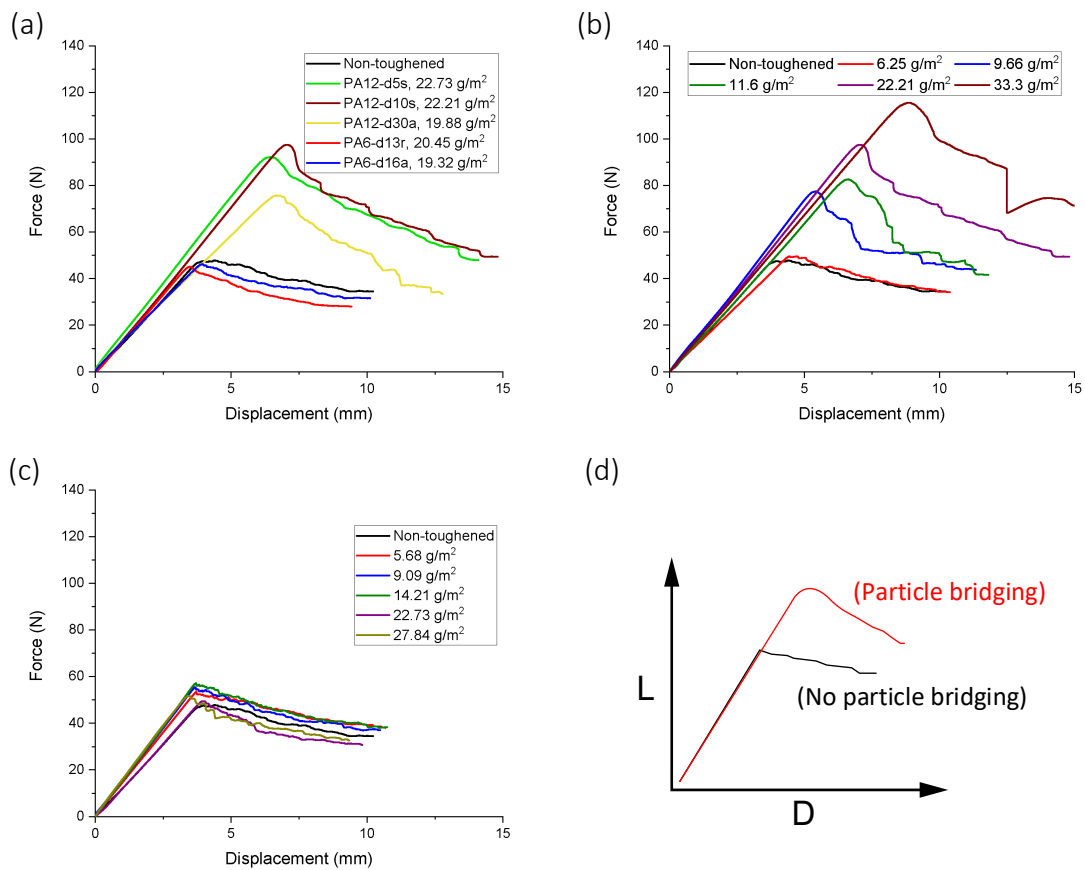 (a)
140
120
100
80
60
40
20
0
0 5 10 15
Force (N)
Displacement (mm)
Non-toughened
PA12-d5s, 22.73 g/m²
PA12-d10s, 22.21 g/m²
PA12-d30a, 19.88 g/m²
PA6-d13r, 20.45 g/m²
PA6-d16a, 19.32 g/m²
(b)
140
120
100
80
60
40
20
0
0 5 10 15
Force (N)
Displacement (mm)
Non-toughened 6.25 g/m² 9.66 g/m²
11.6 g/m² 22.21 g/m² 33.3 g/m²
(c)
140
120
100
80
60
40
20
0
0 5 10 15
Force (N)
Displacement (mm)
Non-toughened
5.68 g/m²
9.09 g/m²
14.21 g/m²
22.73 g/m²
27.84 g/m²
(d)
(Particle bridging)
(No particle bridging)
L
D